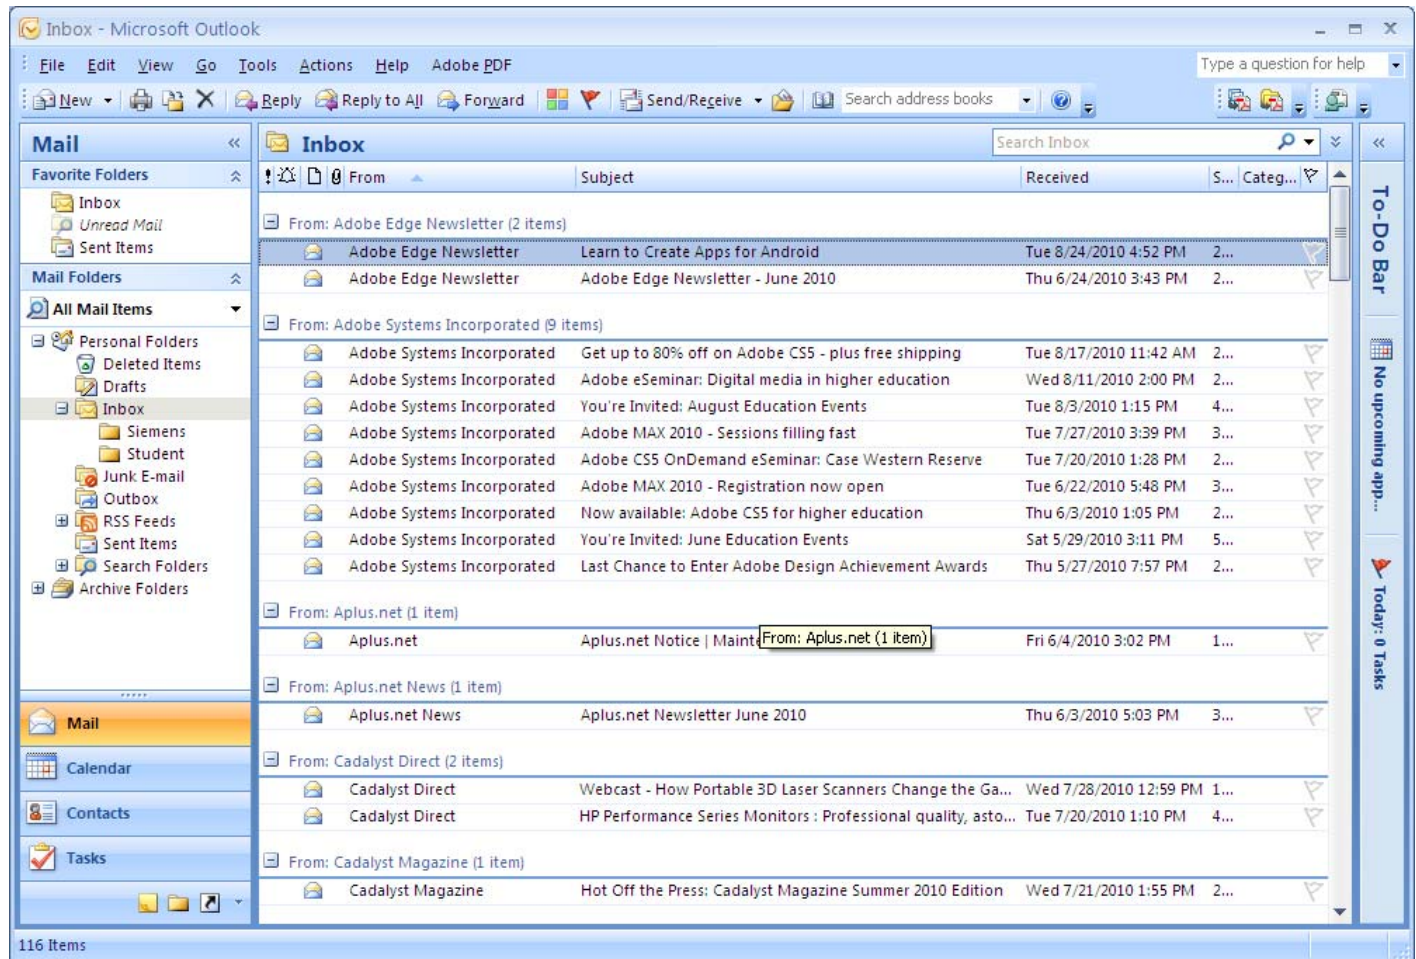 Inbox - Microsoft Outlook
File Edit View Go Tools Actions Help Adobe PDF Type a question for help
New Reply Reply to All Forward Send/Receive Search address books
Mail
Favorite Folders
Inbox
Unread Mail
Sent Items
Mail Folders
All Mail Items
Personal Folders
Deleted Items
Drafts
Inbox
Siemens
Student
Junk E-mail
Outbox
RSS Feeds
Sent Items
Search Folders
Archive Folders
Mail
Calendar
Contacts
Tasks
Inbox Search Inbox
From Subject Received S... Categ...
From: Adobe Edge Newsletter (2 items)
Adobe Edge Newsletter Learn to Create Apps for Android Tue 8/24/2010 4:52 PM 2...
Adobe Edge Newsletter Adobe Edge Newsletter - June 2010 Thu 6/24/2010 3:43 PM 2...
From: Adobe Systems Incorporated (9 items)
Adobe Systems Incorporated Get up to 80% off on Adobe CS5 - plus free shipping Tue 8/17/2010 11:42 AM 2...
Adobe Systems Incorporated Adobe eSeminar: Digital media in higher education Wed 8/11/2010 2:00 PM 2...
Adobe Systems Incorporated You're Invited: August Education Events Tue 8/3/2010 1:15 PM 4...
Adobe Systems Incorporated Adobe MAX 2010 - Sessions filling fast Tue 7/27/2010 3:39 PM 3...
Adobe Systems Incorporated Adobe CS5 OnDemand eSeminar: Case Western Reserve Tue 7/20/2010 1:28 PM 2...
Adobe Systems Incorporated Adobe MAX 2010 - Registration now open Tue 6/22/2010 5:48 PM 3...
Adobe Systems Incorporated Now available: Adobe CS5 for higher education Thu 6/3/2010 1:05 PM 2...
Adobe Systems Incorporated You're Invited: June Education Events Sat 5/29/2010 3:11 PM 5...
Adobe Systems Incorporated Last Chance to Enter Adobe Design Achievement Awards Thu 5/27/2010 7:57 PM 2...
From: Aplus.net (1 item)
Aplus.net Aplus.net Notice | Mainte From: Aplus.net (1 item) Fri 6/4/2010 3:02 PM 1...
From: Aplus.net News (1 item)
Aplus.net News Aplus.net Newsletter June 2010 Thu 6/3/2010 5:03 PM 3...
From: Cadalyst Direct (2 items)
Cadalyst Direct Webcast - How Portable 3D Laser Scanners Change the Ga... Wed 7/28/2010 12:59 PM 1...
Cadalyst Direct HP Performance Series Monitors : Professional quality, asto... Tue 7/20/2010 1:10 PM 4...
From: Cadalyst Magazine (1 item)
Cadalyst Magazine Hot Off the Press: Cadalyst Magazine Summer 2010 Edition Wed 7/21/2010 1:55 PM 2...
To-Do Bar
No upcoming app...
Today: 0 Tasks
116 Items